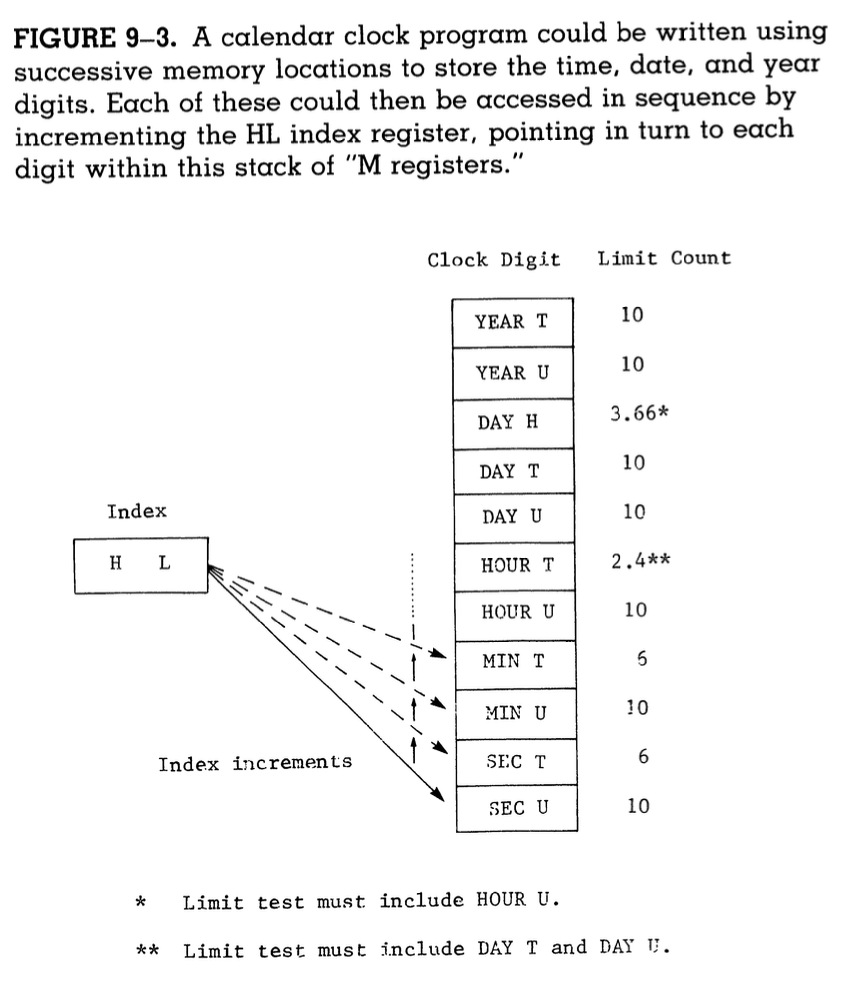 FIGURE 9–3. A calendar clock program could be written using
successive memory locations to store the time, date, and year
digits. Each of these could then be accessed in sequence by
incrementing the HL index register, pointing in turn to each
digit within this stack of "M registers."
Clock Digit Limit Count
YEAR T 10
YEAR U 10
DAY H 3.66*
DAY T 10
DAY U 10
Index
H L
HOUR T 2.4**
HOUR U 10
MIN T 6
MIN U 10
Index increments
SEC T 6
SEC U 10
* Limit test must include HOUR U.
** Limit test must include DAY T and DAY U.